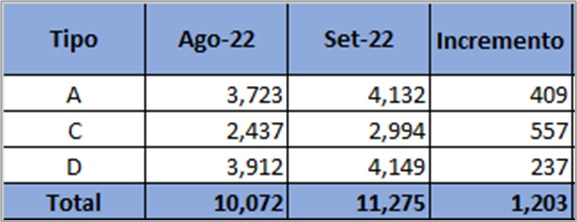 Tipo Ago-22 Set-22 Incremento
A 3,723 4,132 409
C 2,437 2,994 557
D 3,912 4,149 237
Total 10,072 11,275 1,203